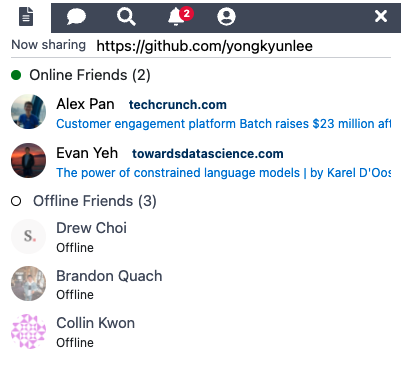 2
Now sharing https://github.com/yongkyunlee
Online Friends (2)
Alex Pan techcrunch.com
Customer engagement platform Batch raises $23 million aft
Evan Yeh towardsdatascience.com
The power of constrained language models | by Karel D'Oos
Offline Friends (3)
S.
Drew Choi
Offline
Brandon Quach
Offline
Collin Kwon
Offline